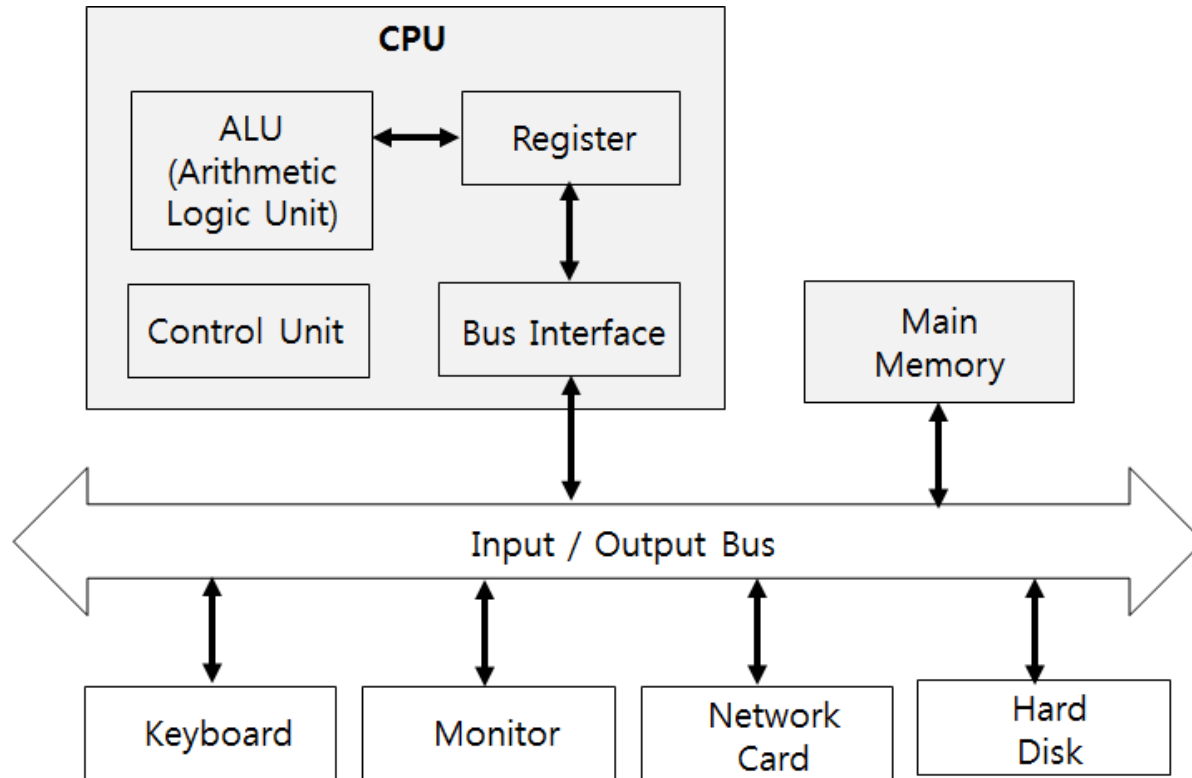 CPU
ALU
(Arithmetic
Logic Unit)
Register
Control Unit
Bus Interface
Main
Memory
Input / Output Bus
Keyboard
Monitor
Network
Card
Hard
Disk